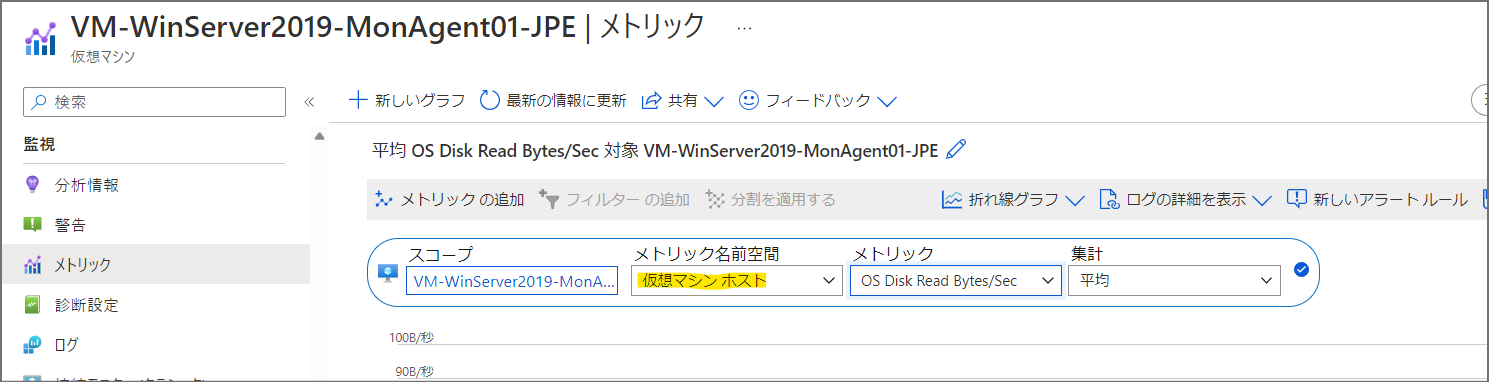 VM-WinServer2019-MonAgent01-JPE | メトリック ...
仮想マシン
検索 «
+ 新しいグラフ 最新の情報に更新 共有 フィードバック
監視
平均 OS Disk Read Bytes/Sec 対象 VM-WinServer2019-MonAgent01-JPE
分析情報
メトリック の追加 フィルター の追加 分割を適用する 折れ線グラフ ログの詳細を表示 新しいアラート ルール
警告
メトリック
スコープ メトリック名前空間 メトリック 集計
VM-WinServer2019-MonA... 仮想マシン ホスト OS Disk Read Bytes/Sec 平均
診断設定
ログ
100B/秒
90B/秒